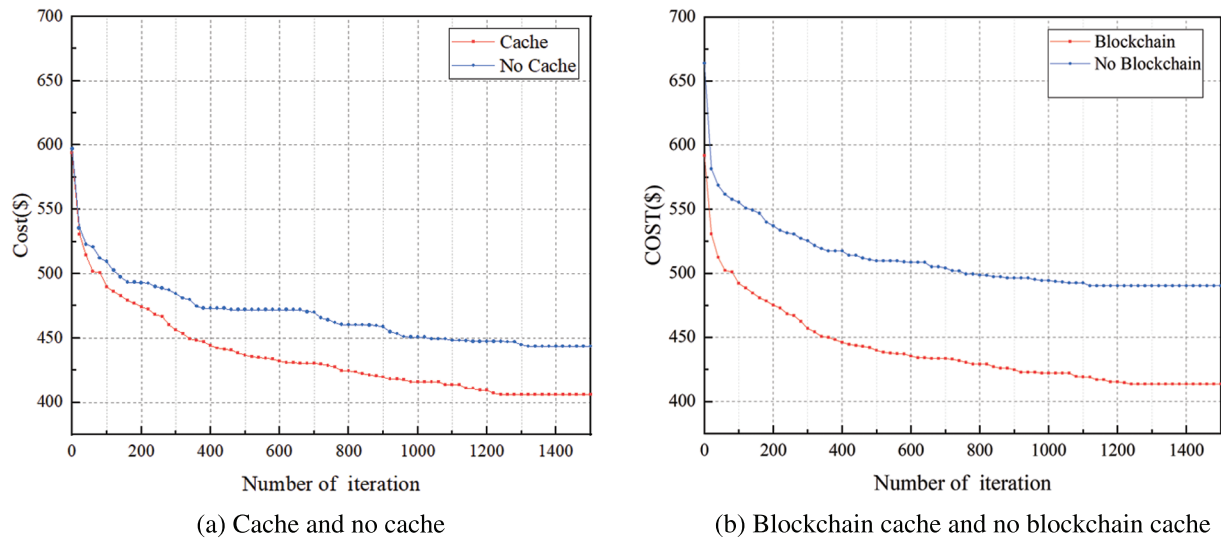 700
650
600
550
500
450
400
Cost($)
Cache
No Cache
0 200 400 600 800 1000 1200 1400
Number of iteration
(a) Cache and no cache
700
650
600
550
500
450
400
COST($)
Blockchain
No Blockchain
0 200 400 600 800 1000 1200 1400
Number of iteration
(b) Blockchain cache and no blockchain cache